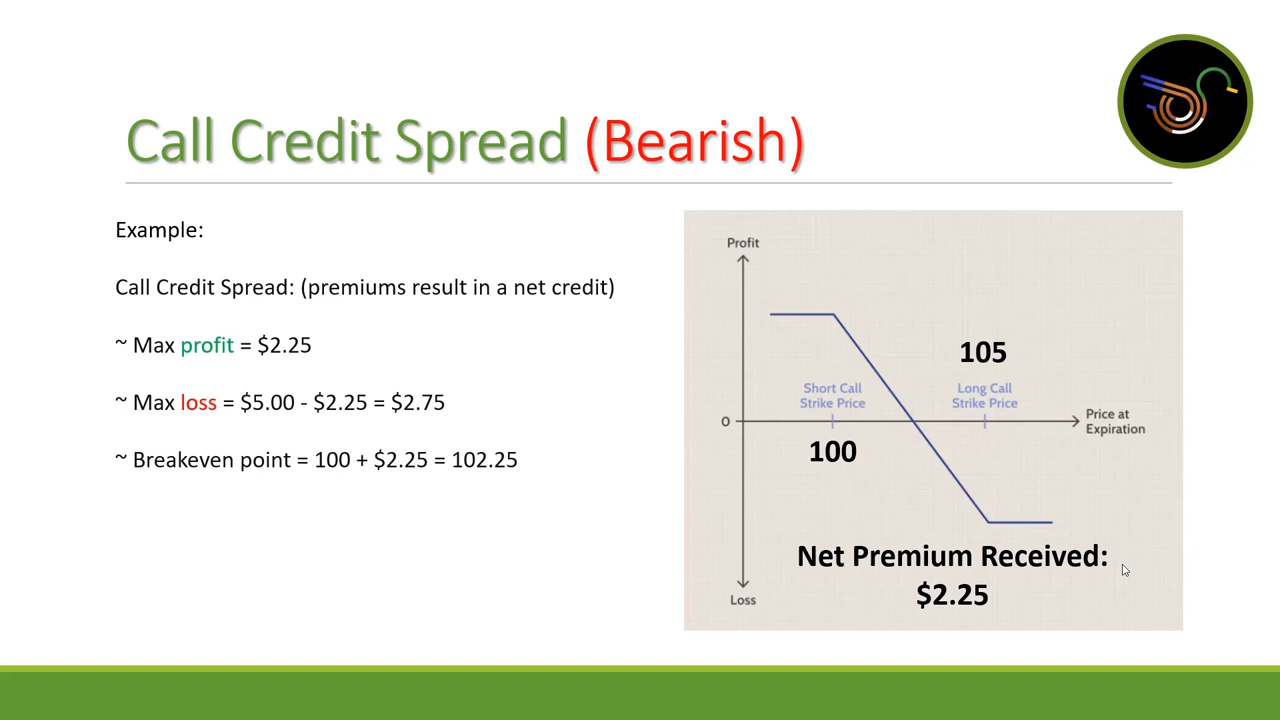 Call Credit Spread (Bearish)
Example:
Call Credit Spread: (premiums result in a net credit)
~ Max profit = $2.25
~ Max loss = $5.00 - $2.25 = $2.75
~ Breakeven point = 100 + $2.25 = 102.25
Profit
105
Short Call
Strike Price
Long Call
Strike Price
0
Price at
Expiration
100
Net Premium Received:
$2.25
Loss